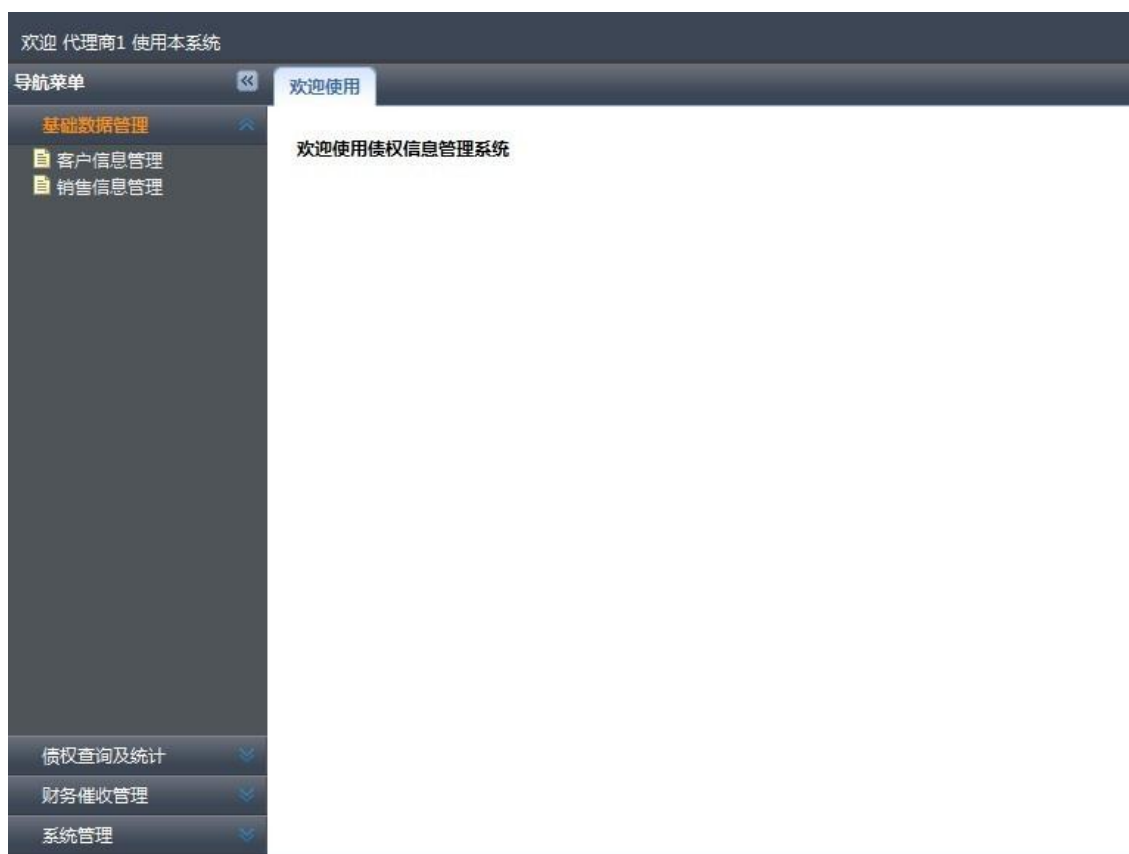 欢迎 代理商1 使用本系统
导航菜单
欢迎使用
基础数据管理
客户信息管理
销售信息管理
欢迎使用债权信息管理系统
债权查询及统计
财务催收管理
系统管理